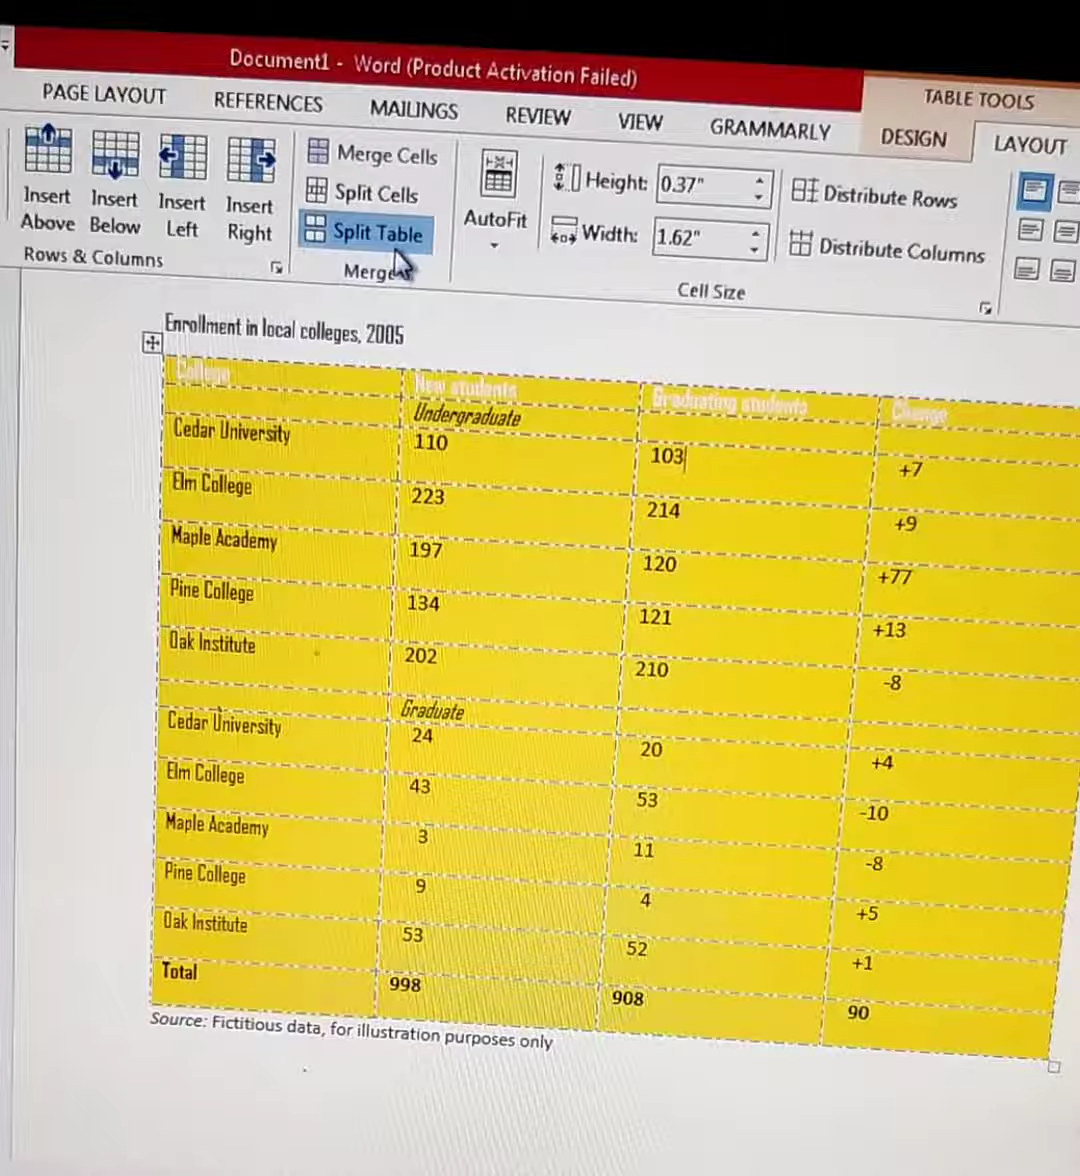 Document1 - Word (Product Activation Failed)
TABLE TOOLS
PAGE LAYOUT REFERENCES MAILINGS REVIEW VIEW GRAMMARLY DESIGN LAYOUT
Insert Above Insert Below Insert Left Insert Right
Rows & Columns
Merge Cells
Split Cells
Split Table
Merge
AutoFit
Height: 0.37"
Width: 1.62"
Cell Size
Distribute Rows
Distribute Columns
Enrollment in local colleges, 2005
College New students Graduating students Change
Undergraduate
Cedar University 110 103 +7
Elm College 223 214 +9
Maple Academy 197 120 +77
Pine College 134 121 +13
Oak Institute 202 210 -8
Graduate
Cedar University 24 20 +4
Elm College 43 53 -10
Maple Academy 3 11 -8
Pine College 9 4 +5
Oak Institute 53 52 +1
Total 998 908 90
Source: Fictitious data, for illustration purposes only